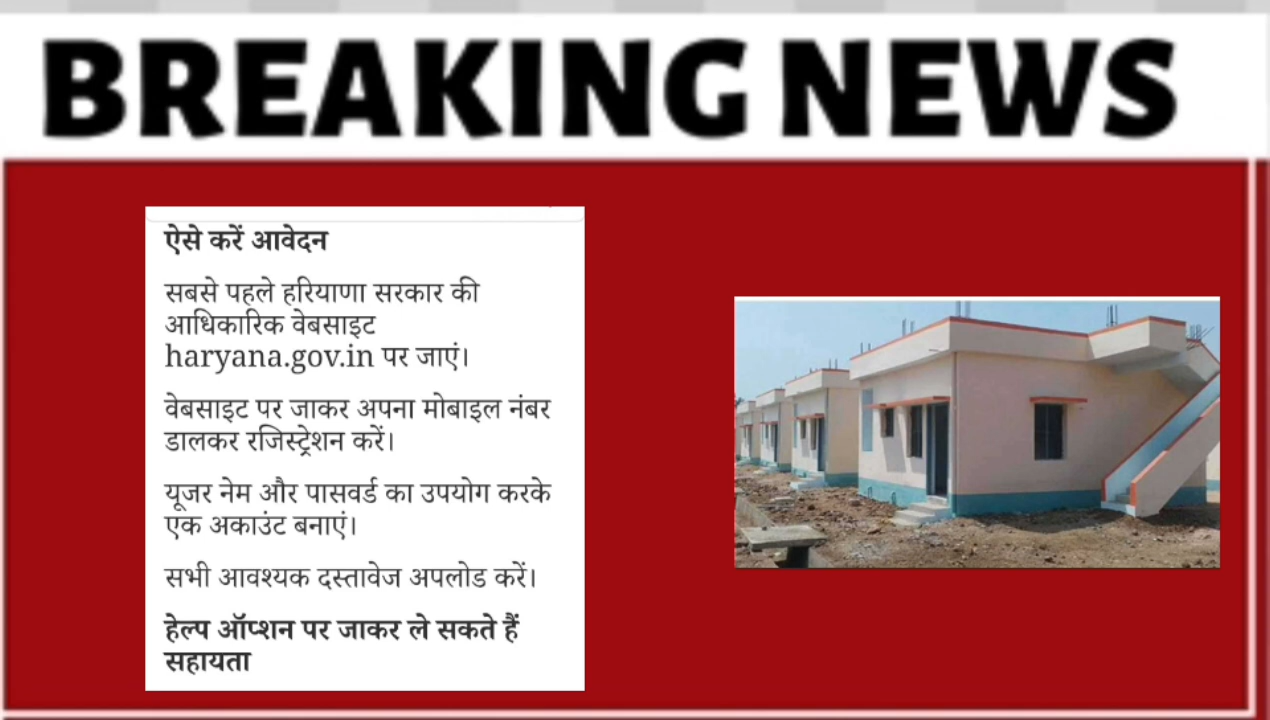 BREAKING NEWS
ऐसे करें आवेदन
सबसे पहले हरियाणा सरकार की
आधिकारिक वेबसाइट
haryana.gov.in पर जाएं।
वेबसाइट पर जाकर अपना मोबाइल नंबर
डालकर रजिस्ट्रेशन करें।
यूजर नेम और पासवर्ड का उपयोग करके
एक अकाउंट बनाएं।
सभी आवश्यक दस्तावेज अपलोड करें।
हेल्प ऑप्शन पर जाकर ले सकते हैं
सहायता